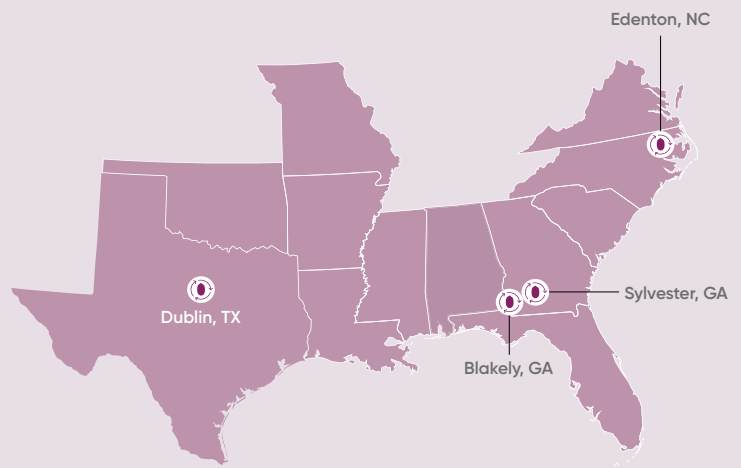 Edenton, NC
Sylvester, GA
Dublin, TX
Blakely, GA